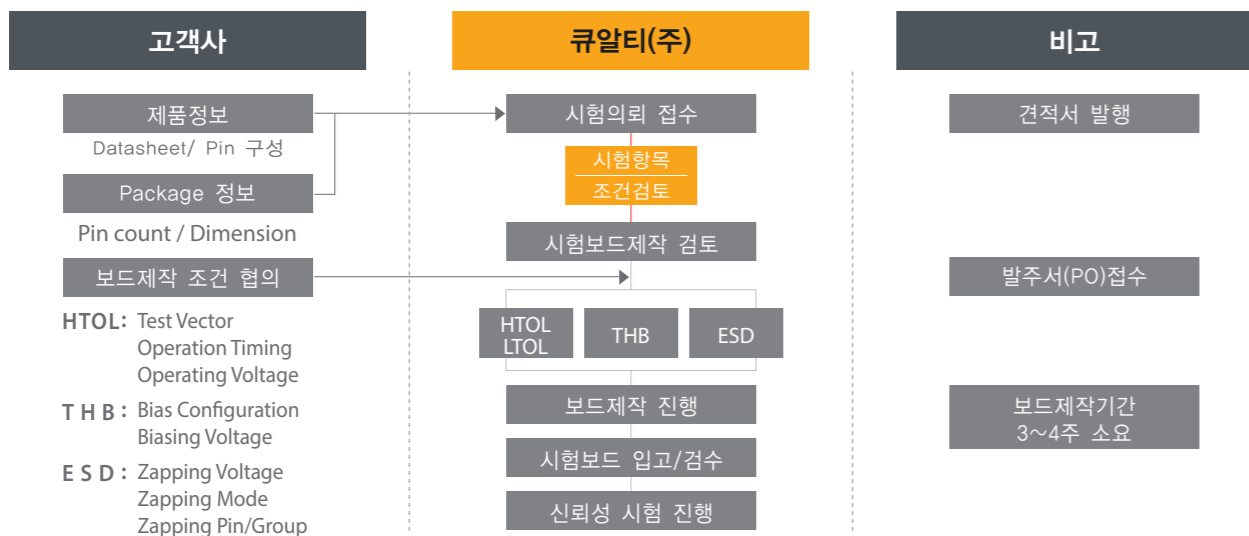 고객사
제품정보
Datasheet/ Pin 구성
Package 정보
Pin count / Dimension
보드제작 조건 협의
HTOL: Test Vector
Operation Timing
Operating Voltage
T H B : Bias Configuration
Biasing Voltage
E S D : Zapping Voltage
Zapping Mode
Zapping Pin/Group
큐알티(주)
시험의뢰 접수
시험항목
조건검토
시험보드제작 검토
HTOL
LTOL
THB
ESD
보드제작 진행
시험보드 입고/검수
신뢰성 시험 진행
비고
견적서 발행
발주서(PO)접수
보드제작기간
3~4주 소요